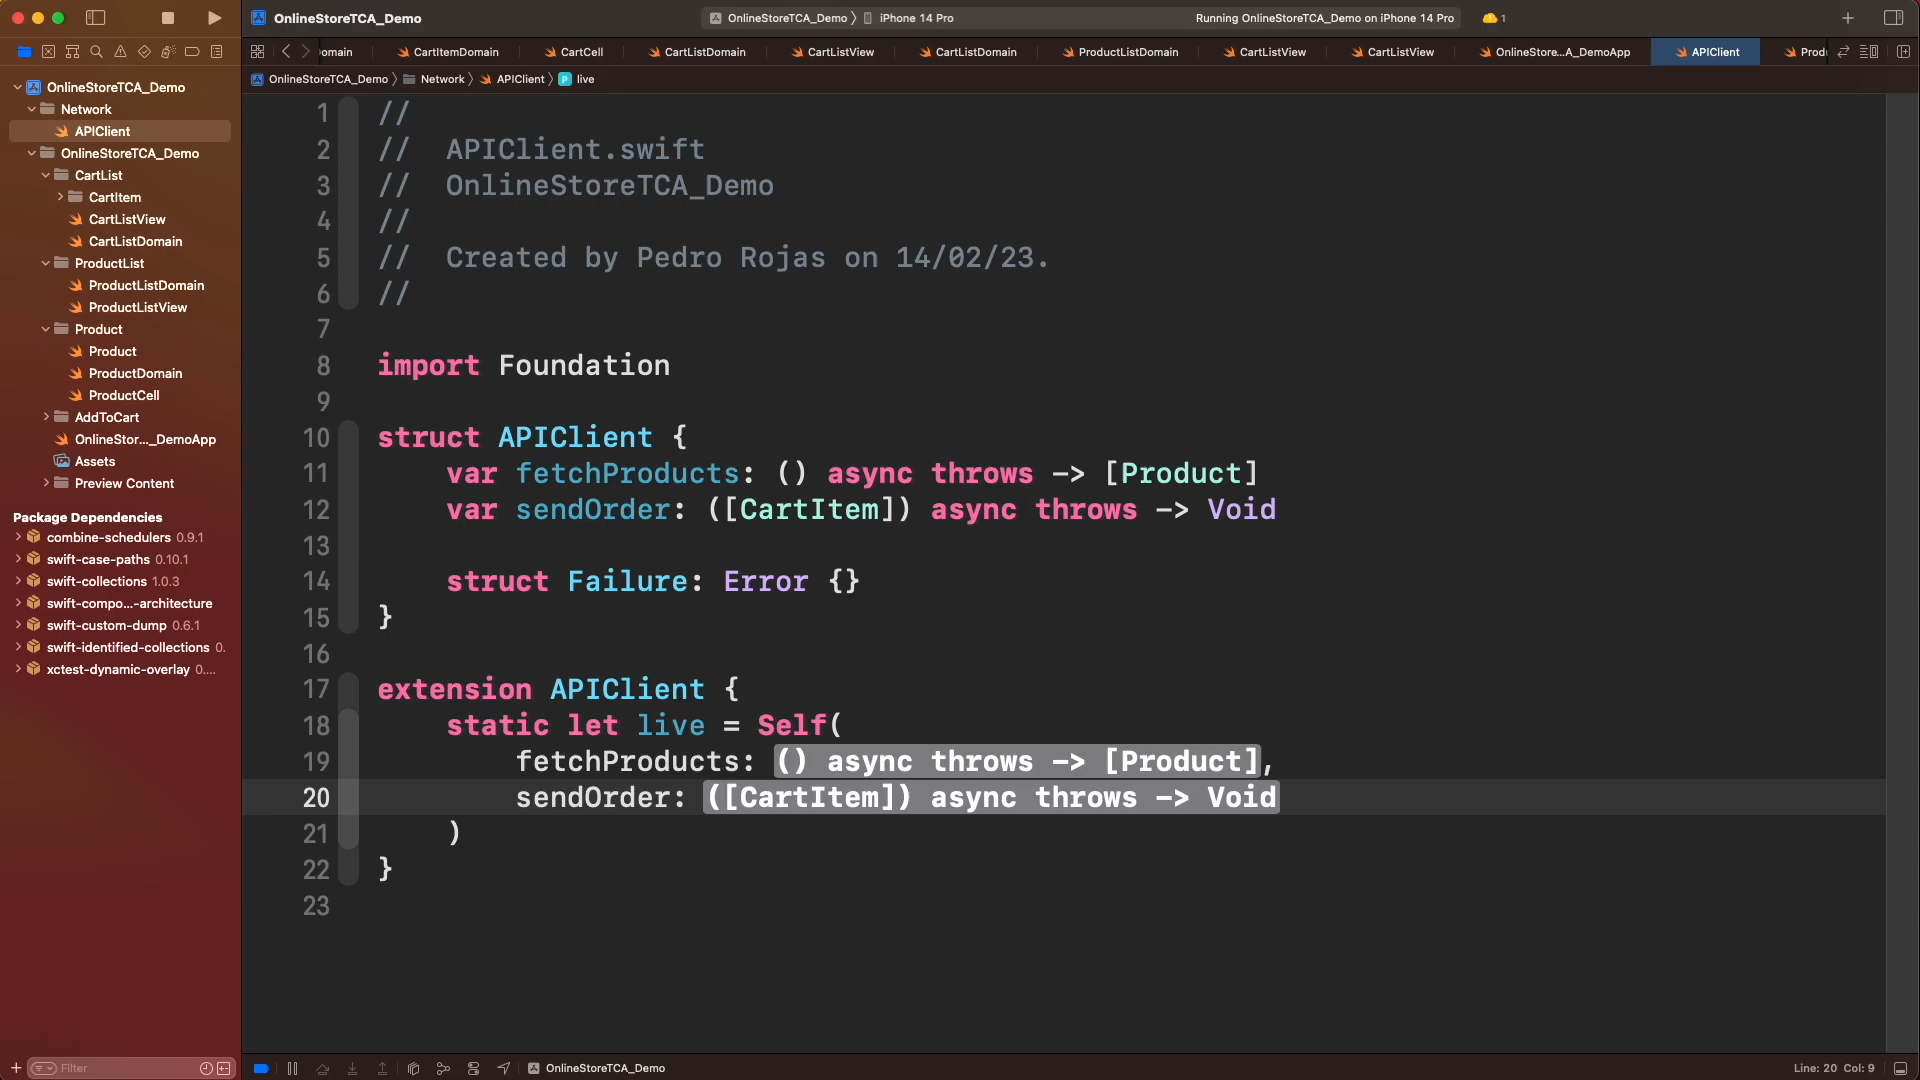 OnlineStoreTCA_Demo
OnlineStoreTCA_Demo 〉 iPhone 14 Pro
Running OnlineStoreTCA_Demo on iPhone 14 Pro
1
omain
CartItemDomain
CartCell
CartListDomain
CartListView
CartListDomain
ProductListDomain
CartListView
CartListView
OnlineStore...A_DemoApp
APIClient
Prod
OnlineStoreTCA_Demo 〉 Network 〉 APIClient 〉 P live
OnlineStoreTCA_Demo
Network
APIClient
OnlineStoreTCA_Demo
CartList
CartItem
CartListView
CartListDomain
ProductList
ProductListDomain
ProductListView
Product
Product
ProductDomain
ProductCell
AddToCart
OnlineStor..._DemoApp
Assets
Preview Content
Package Dependencies
combine-schedulers 0.9.1
swift-case-paths 0.10.1
swift-collections 1.0.3
swift-compo...-architecture
swift-custom-dump 0.6.1
swift-identified-collections 0.
xctest-dynamic-overlay 0....
Filter
1 //
2 //  APIClient.swift
3 //  OnlineStoreTCA_Demo
4 //
5 //  Created by Pedro Rojas on 14/02/23.
6 //
7
8 import Foundation
9
10 struct APIClient {
11     var fetchProducts: () async throws -> [Product]
12     var sendOrder: ([CartItem]) async throws -> Void
13
14     struct Failure: Error {}
15 }
16
17 extension APIClient {
18     static let live = Self(
19         fetchProducts: () async throws -> [Product],
20         sendOrder: ([CartItem]) async throws -> Void
21     )
22 }
23
OnlineStoreTCA_Demo
Line: 20 Col: 9